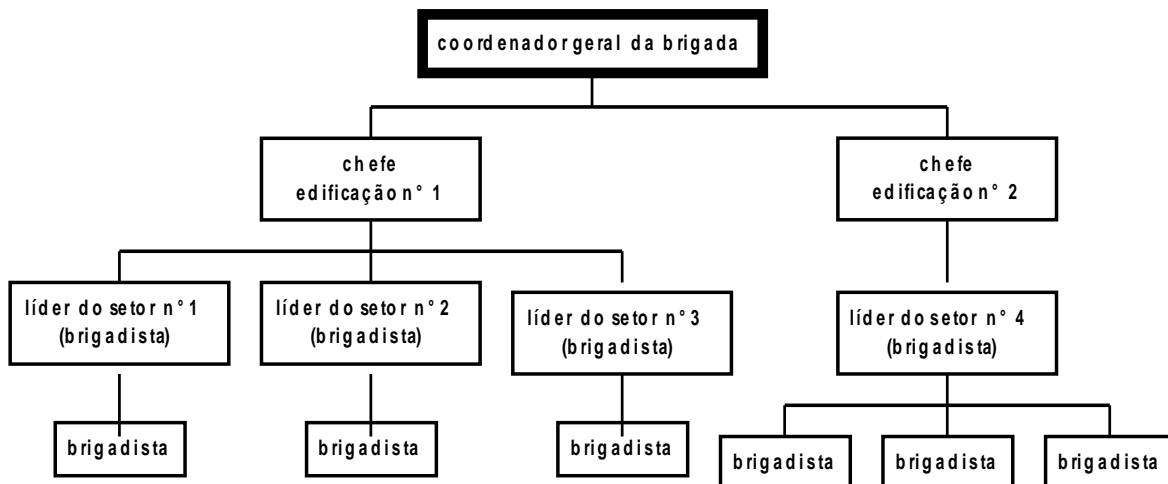 coordenador geral da brigada
chefe
edificação n° 1
chefe
edificação n° 2
líder do setor n° 1
(brigadista)
líder do setor n° 2
(brigadista)
líder do setor n° 3
(brigadista)
líder do setor n° 4
(brigadista)
brigadista
brigadista
brigadista
brigadista
brigadista
brigadista